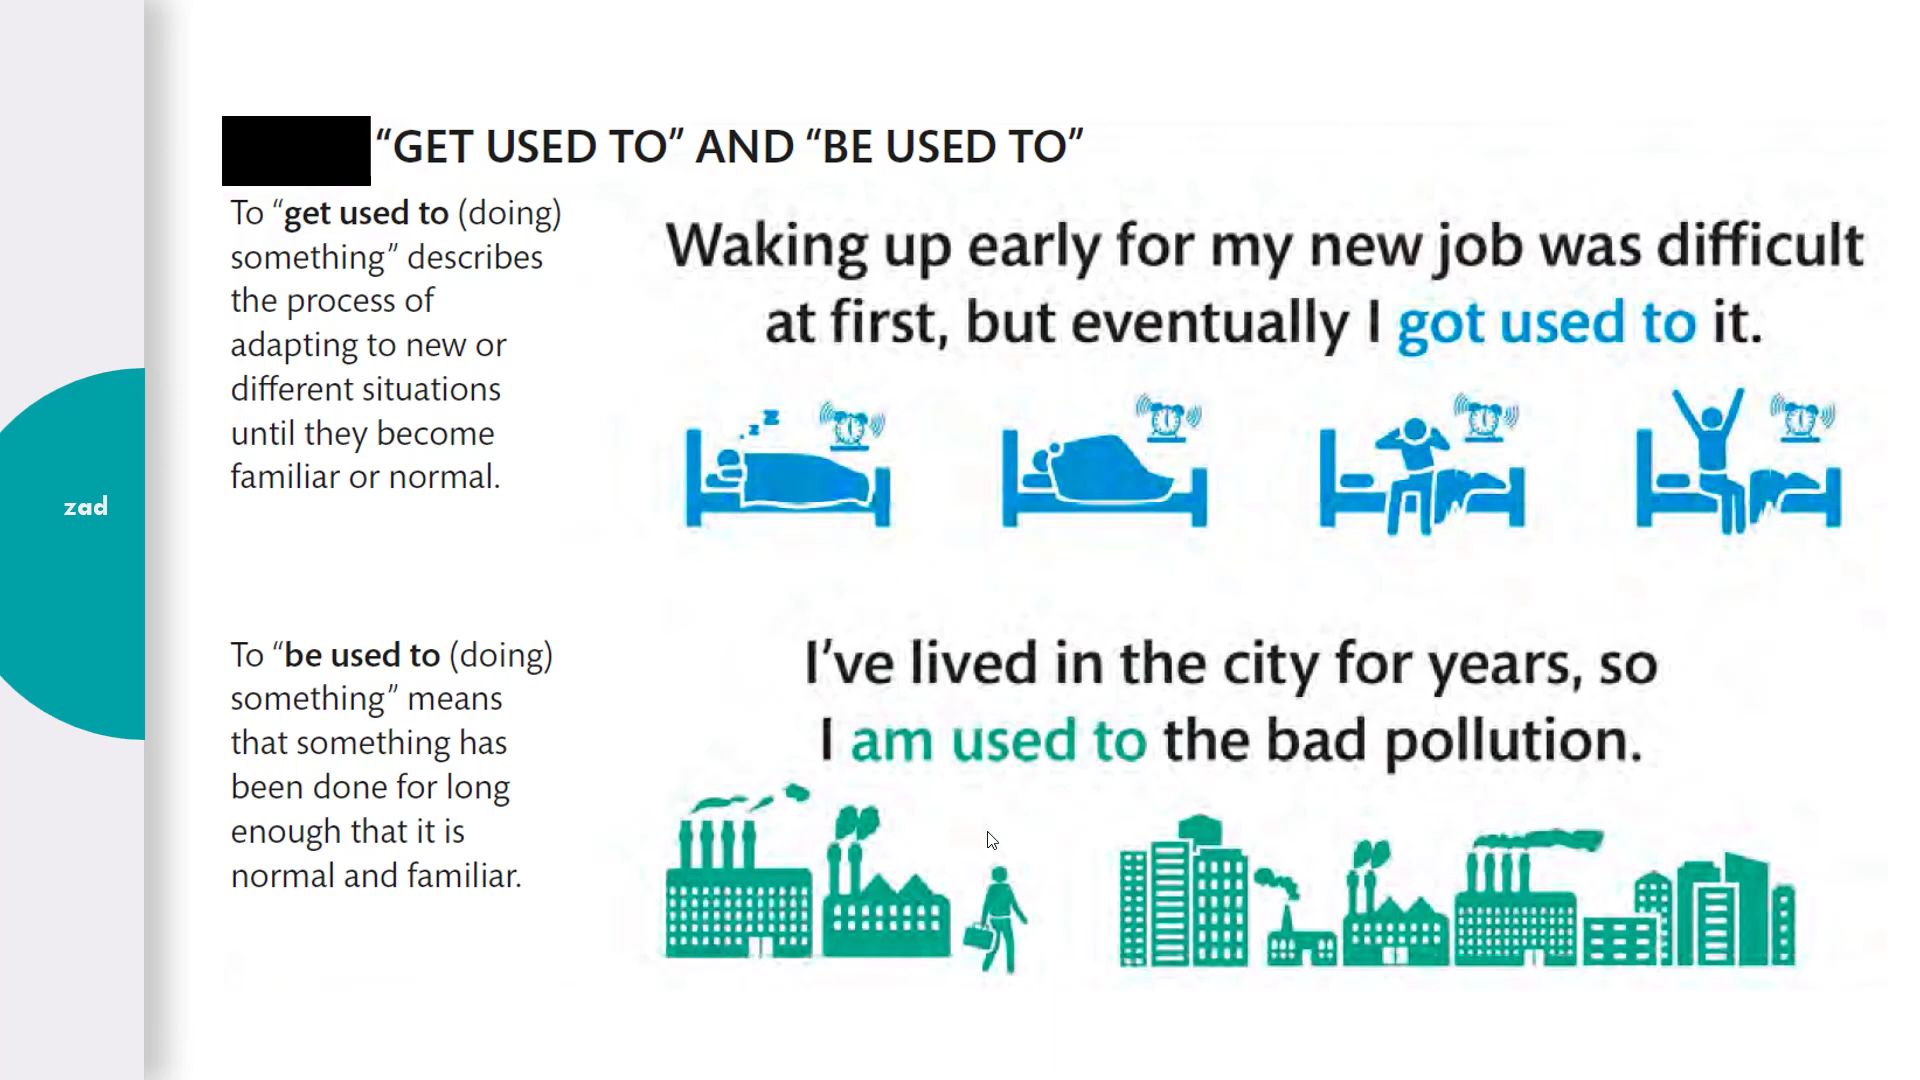 “GET USED TO” AND “BE USED TO”
To “get used to (doing)
something” describes
the process of
adapting to new or
different situations
until they become
familiar or normal.
Waking up early for my new job was difficult
at first, but eventually I got used to it.
z z z
zad
To “be used to (doing)
something” means
that something has
been done for long
enough that it is
normal and familiar.
I’ve lived in the city for years, so
I am used to the bad pollution.